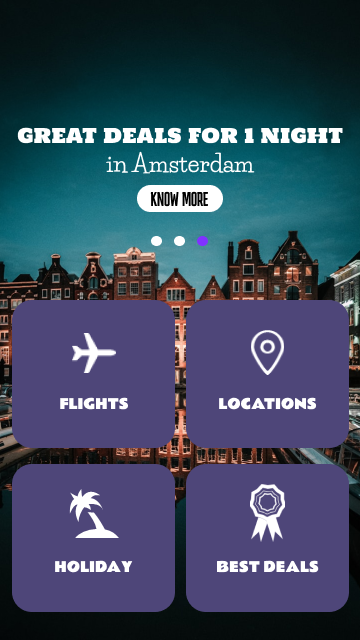 GREAT DEALS FOR 1 NIGHT
in Amsterdam
KNOW MORE
FLIGHTS
LOCATIONS
HOLIDAY
BEST DEALS